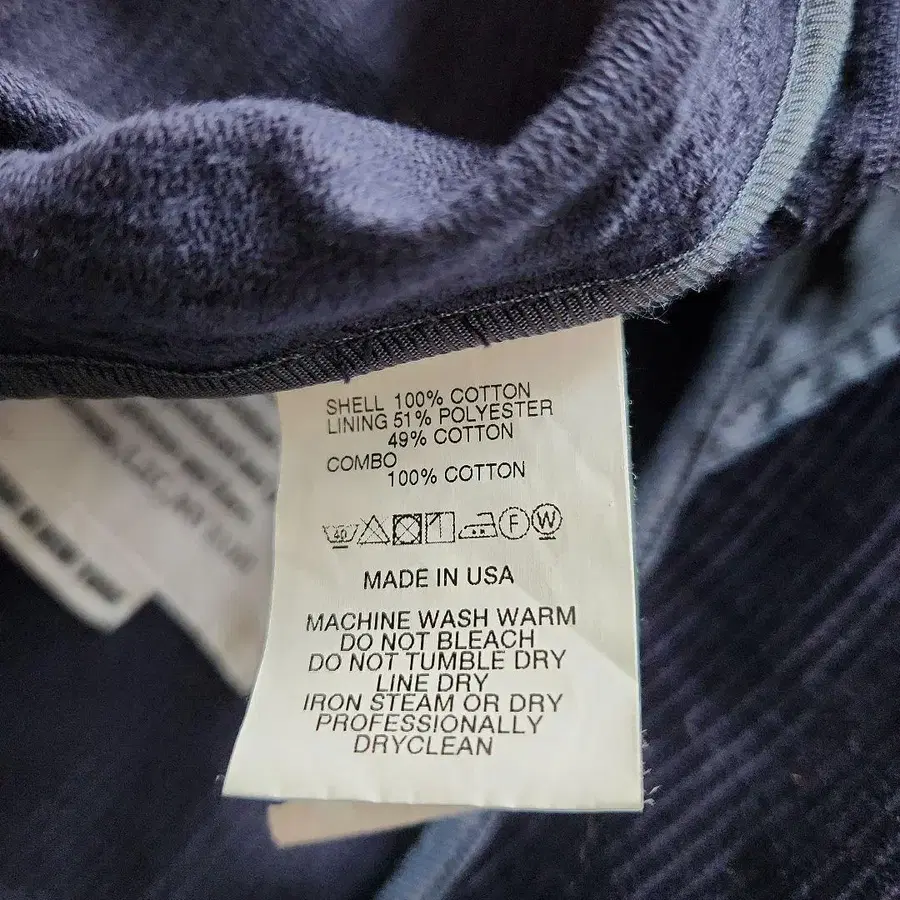 SHELL 100% COTTON
LINING 51% POLYESTER
49% COTTON
COMBO
100% COTTON
40 F W
MADE IN USA
MACHINE WASH WARM
DO NOT BLEACH
DO NOT TUMBLE DRY
LINE DRY
IRON STEAM OR DRY
PROFESSIONALLY
DRYCLEAN